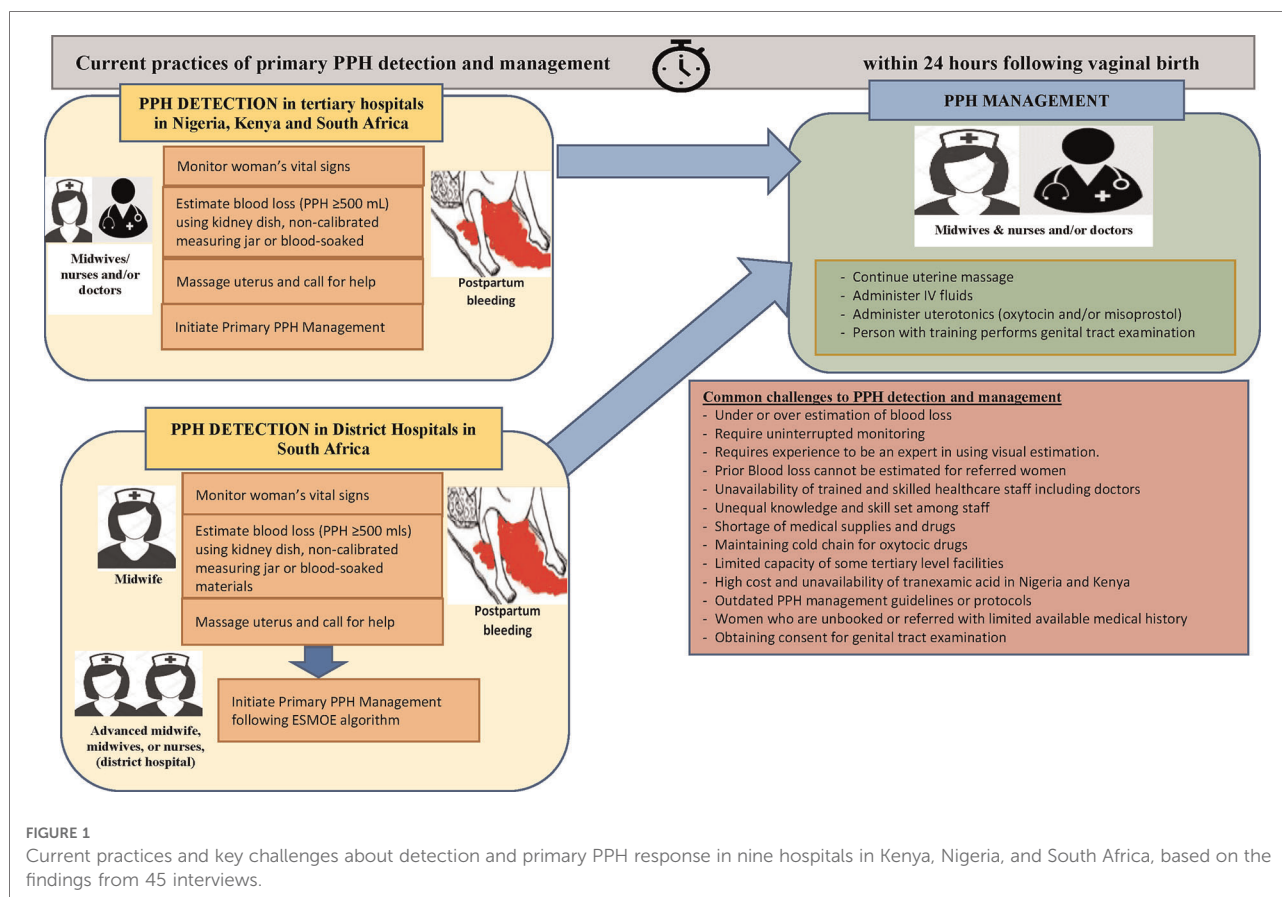 Current practices of primary PPH detection and management
within 24 hours following vaginal birth
PPH DETECTION in tertiary hospitals
in Nigeria, Kenya and South Africa
Monitor woman's vital signs
Estimate blood loss (PPH ≥500 mL)
using kidney dish, non-calibrated
measuring jar or blood-soaked
Massage uterus and call for help
Initiate Primary PPH Management
Midwives/
nurses and/or
doctors
Postpartum
bleeding
PPH DETECTION in District Hospitals in
South Africa
Midwife
Monitor woman's vital signs
Estimate blood loss (PPH ≥500 mls)
using kidney dish, non-calibrated
measuring jar or blood-soaked
materials
Massage uterus and call for help
Postpartum
bleeding
Advanced midwife,
midwives, or nurses,
(district hospital)
Initiate Primary PPH Management
following ESMOE algorithm
PPH MANAGEMENT
Midwives & nurses and/or doctors
- Continue uterine massage
- Administer IV fluids
- Administer uterotonics (oxytocin and/or misoprostol)
- Person with training performs genital tract examination
Common challenges to PPH detection and management
- Under or over estimation of blood loss
- Require uninterrupted monitoring
- Requires experience to be an expert in using visual estimation.
- Prior Blood loss cannot be estimated for referred women
- Unavailability of trained and skilled healthcare staff including doctors
- Unequal knowledge and skill set among staff
- Shortage of medical supplies and drugs
- Maintaining cold chain for oxytocic drugs
- Limited capacity of some tertiary level facilities
- High cost and unavailability of tranexamic acid in Nigeria and Kenya
- Outdated PPH management guidelines or protocols
- Women who are unbooked or referred with limited available medical history
- Obtaining consent for genital tract examination
FIGURE 1
Current practices and key challenges about detection and primary PPH response in nine hospitals in Kenya, Nigeria, and South Africa, based on the
findings from 45 interviews.